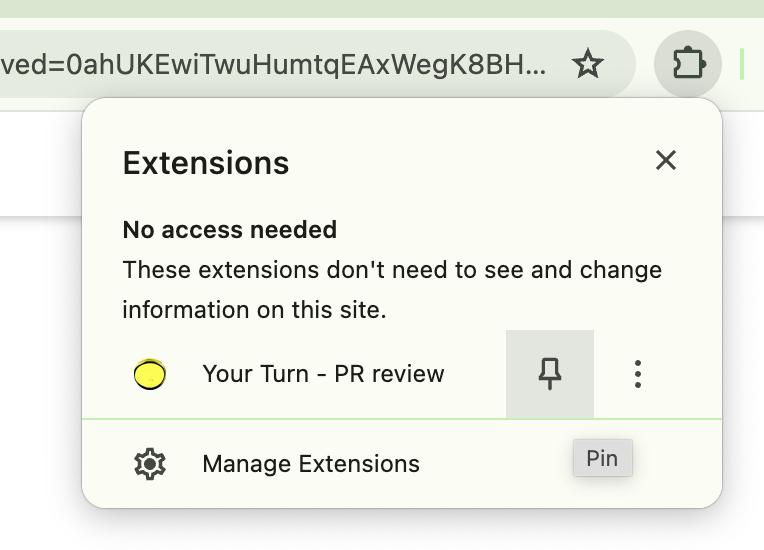 ved=0ahUKEwiTwuHumtqEAxWegK8BH...
Extensions
No access needed
These extensions don't need to see and change
information on this site.
Your Turn - PR review
Manage Extensions
Pin